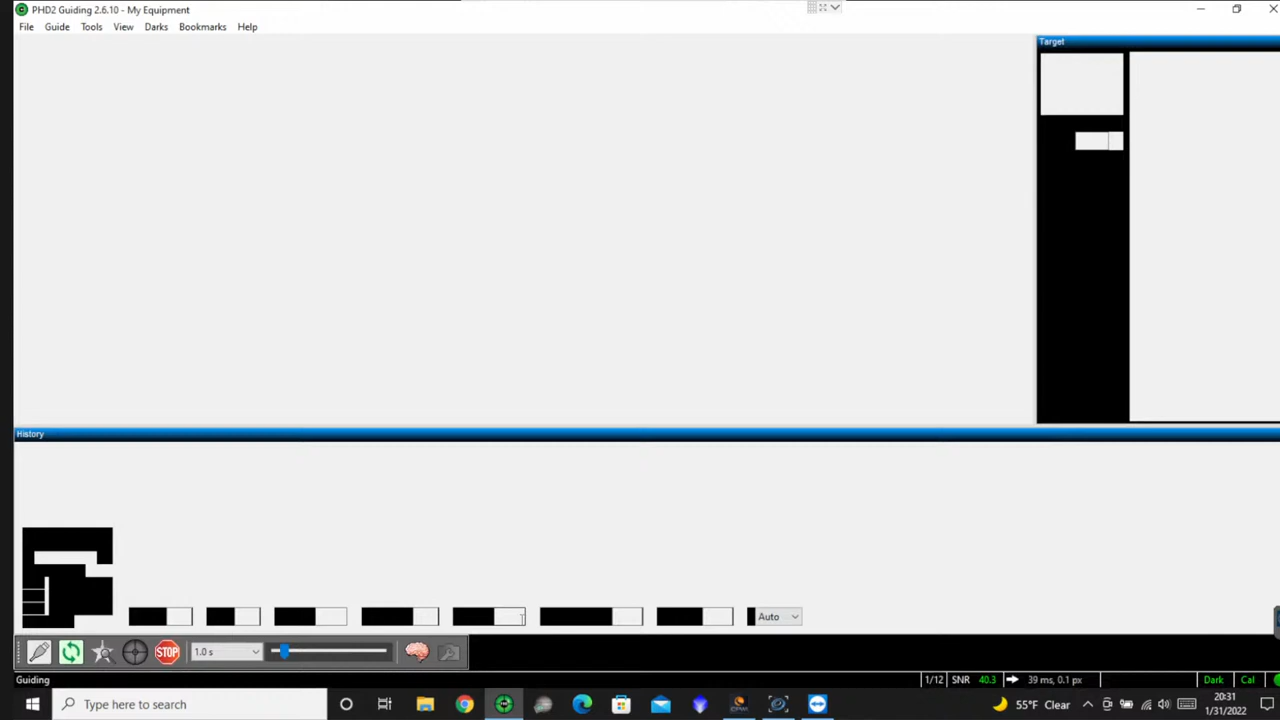 PHD2 Guiding 2.6.10 - My Equipment
File Guide Tools View Darks Bookmarks Help
Target
History
Auto
STOP 1.0 s
Guiding 1/12 SNR 40.3 39 ms, 0.1 px Dark Cal
Type here to search 55°F Clear 20:31
1/31/2022